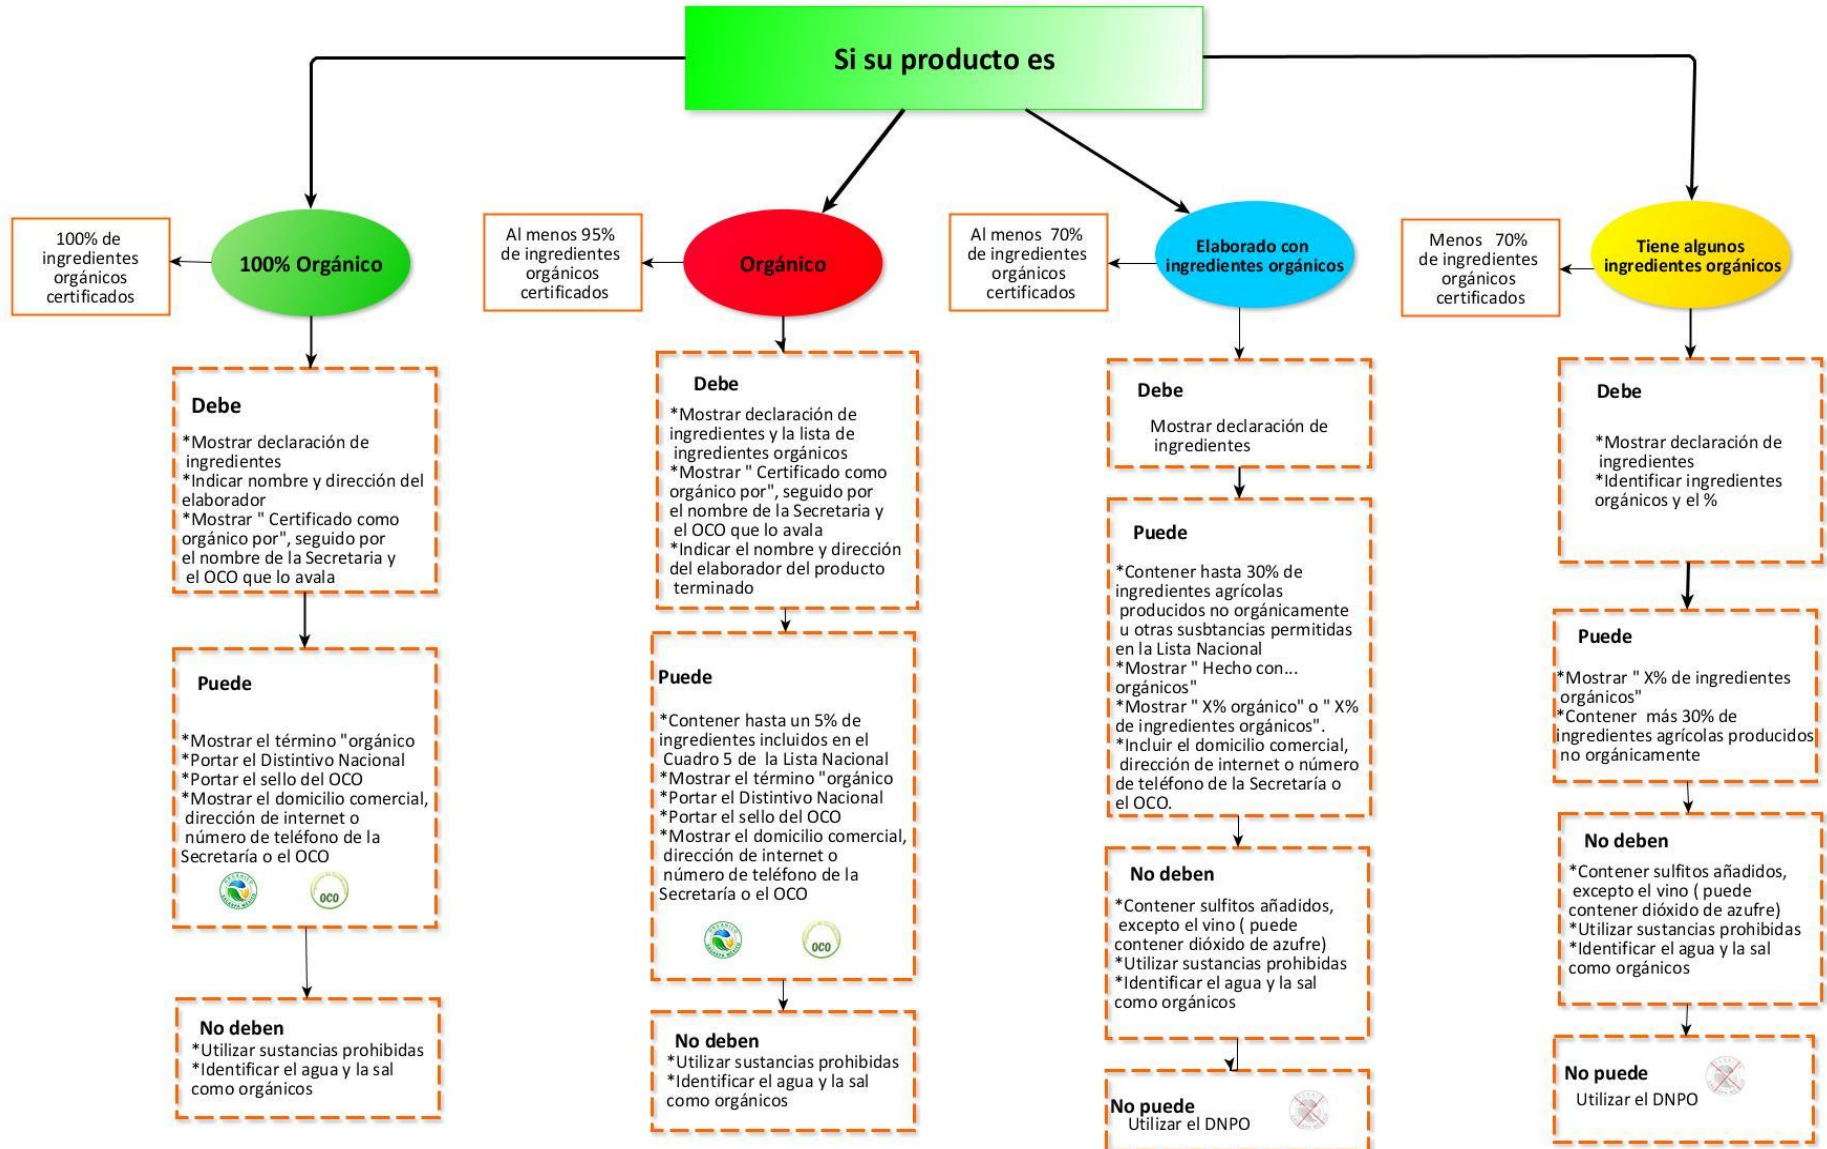 Si su producto es
100% de
ingredientes
orgánicos
certificados
100% Orgánico
Debe
*Mostrar declaración de
ingredientes
*Indicar nombre y dirección del
elaborador
*Mostrar " Certificado como
orgánico por", seguido por
el nombre de la Secretaria y
el OCO que lo avala
Puede
*Mostrar el término "orgánico
*Portar el Distintivo Nacional
*Portar el sello del OCO
*Mostrar el domicilio comercial,
dirección de internet o
número de teléfono de la
Secretaría o el OCO
OCO
No deben
*Utilizar sustancias prohibidas
*Identificar el agua y la sal
como orgánicos
Al menos 95%
de ingredientes
orgánicos
certificados
Orgánico
Debe
*Mostrar declaración de
ingredientes y la lista de
ingredientes orgánicos
*Mostrar " Certificado como
orgánico por", seguido por
el nombre de la Secretaria y
el OCO que lo avala
*Indicar el nombre y dirección
del elaborador del producto
terminado
Puede
*Contener hasta un 5% de
ingredientes incluidos en el
Cuadro 5 de la Lista Nacional
*Mostrar el término "orgánico
*Portar el Distintivo Nacional
*Portar el sello del OCO
*Mostrar el domicilio comercial,
dirección de internet o
número de teléfono de la
Secretaría o el OCO
OCO
No deben
*Utilizar sustancias prohibidas
*Identificar el agua y la sal
como orgánicos
Al menos 70%
de ingredientes
orgánicos
certificados
Elaborado con
ingredientes orgánicos
Debe
Mostrar declaración de
ingredientes
Puede
*Contener hasta 30% de
ingredientes agrícolas
producidos no orgánicamente
u otras susbtancias permitidas
en la Lista Nacional
*Mostrar " Hecho con...
orgánicos"
*Mostrar " X% orgánico" o " X%
de ingredientes orgánicos".
*Incluir el domicilio comercial,
dirección de internet o número
de teléfono de la Secretaría o
el OCO.
No deben
*Contener sulfitos añadidos,
excepto el vino ( puede
contener dióxido de azufre)
*Utilizar sustancias prohibidas
*Identificar el agua y la sal
como orgánicos
No puede
Utilizar el DNPO
Menos 70%
de ingredientes
orgánicos
certificados
Tiene algunos
ingredientes orgánicos
Debe
*Mostrar declaración de
ingredientes
*Identificar ingredientes
orgánicos y el %
Puede
*Mostrar " X% de ingredientes
orgánicos"
*Contener más 30% de
ingredientes agrícolas producidos
no orgánicamente
No deben
*Contener sulfitos añadidos,
excepto el vino ( puede
contener dióxido de azufre)
*Utilizar sustancias prohibidas
*Identificar el agua y la sal
como orgánicos
No puede
Utilizar el DNPO